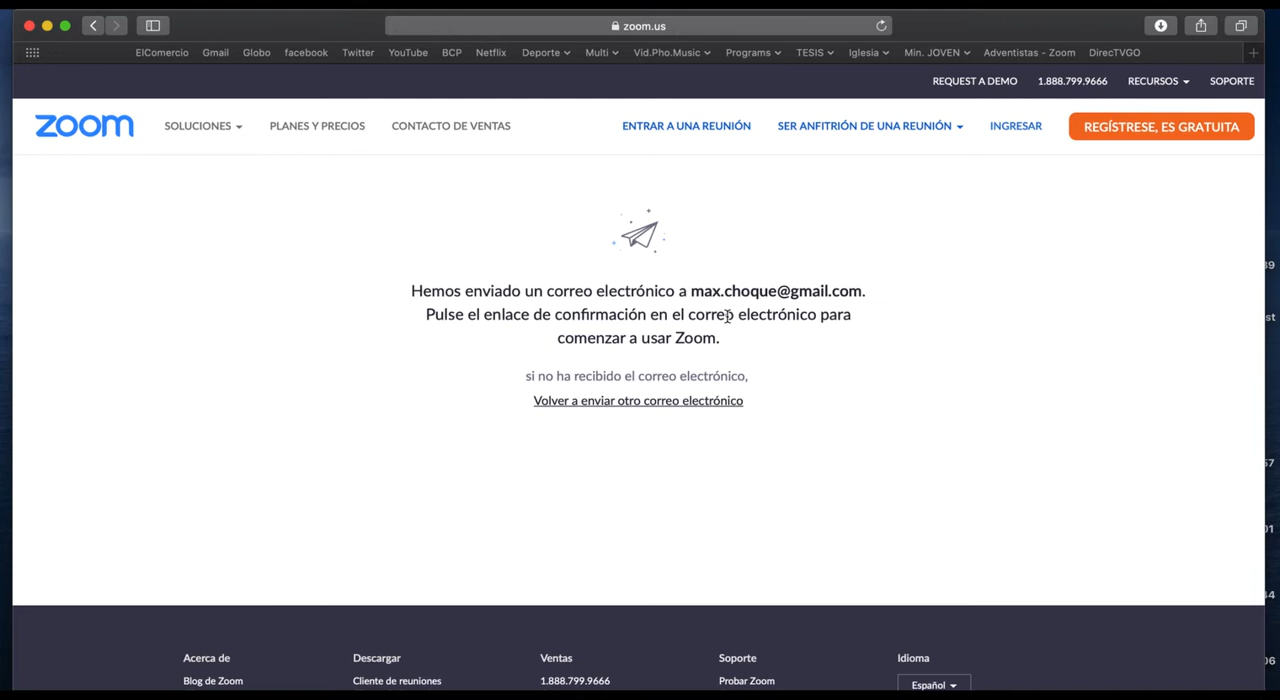 zoom.us
ElComercio Gmail Globo facebook Twitter YouTube BCP Netflix Deporte Multi Vid.Pho.Music Programs TESIS Iglesia Min. JOVEN Adventistas - Zoom DirecTVGO
REQUEST A DEMO 1.888.799.9666 RECURSOS SOPORTE
zoom SOLUCIONES PLANES Y PRECIOS CONTACTO DE VENTAS ENTRAR A UNA REUNIÓN SER ANFITRIÓN DE UNA REUNIÓN INGRESAR REGÍSTRESE, ES GRATUITA
Hemos enviado un correo electrónico a max.choque@gmail.com.
Pulse el enlace de confirmación en el correo electrónico para
comenzar a usar Zoom.
si no ha recibido el correo electrónico,
Volver a enviar otro correo electrónico
Acerca de Descargar Ventas Soporte Idioma
Blog de Zoom Cliente de reuniones 1.888.799.9666 Probar Zoom Español